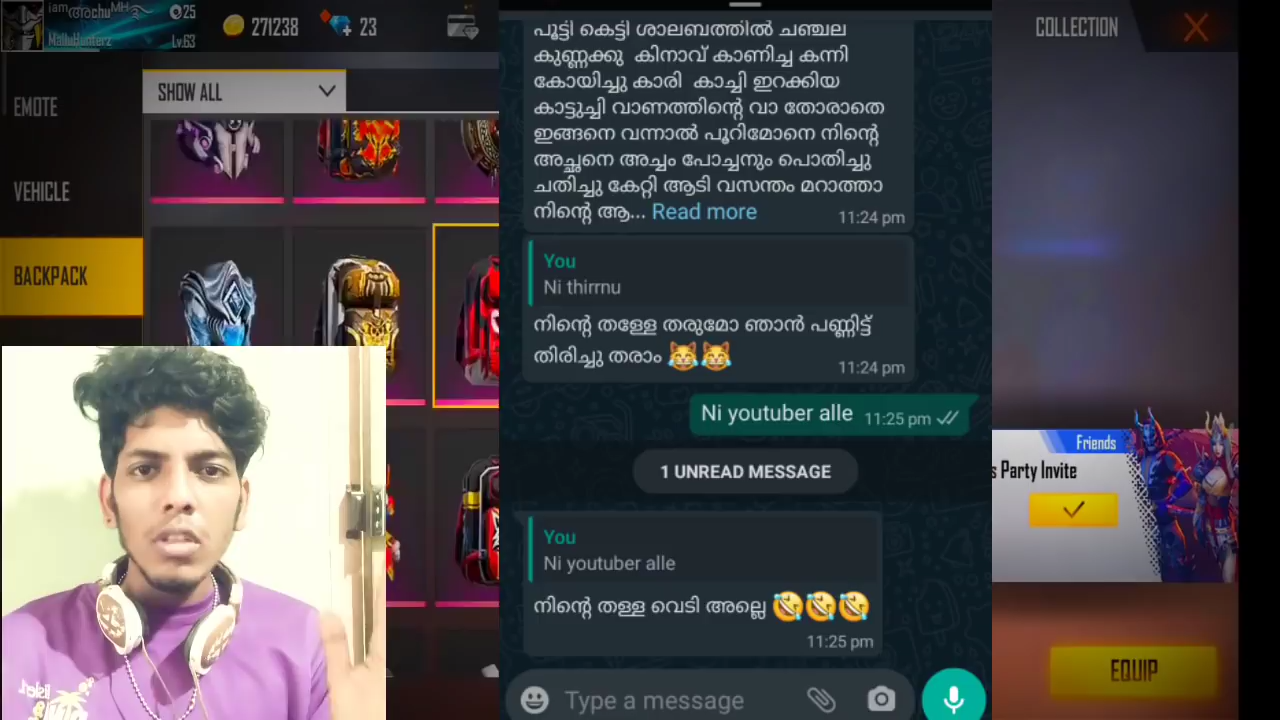 iam
25
MalluHunterz
Lv.63
271238
23
COLLECTION
EMOTE
VEHICLE
BACKPACK
SHOW ALL
പൂട്ടി കെട്ടി ശാലബത്തിൽ ചഞ്ചല
കുണ്ണക്കു കിനാവ് കാണിച്ച കന്നി
കോയിച്ചു കാരി കാച്ചി ഇറക്കിയ
കാട്ടുച്ചി വാണത്തിന്റെ വാ തോരാതെ
ഇങ്ങനെ വന്നാൽ പൂറിമോനെ നിന്റെ
അച്ഛനെ അച്ചം പോച്ചനും പൊതിച്ചു
ചതിച്ചു കേറ്റി ആടി വസന്തം മറാത്താ
നിന്റെ ആ... Read more
11:24 pm
You
Ni thirrnu
നിന്റെ തള്ളേ തരുമോ ഞാൻ പണ്ണിട്ട്
തിരിച്ചു തരാം 😹😹
11:24 pm
Ni youtuber alle 11:25 pm
1 UNREAD MESSAGE
You
Ni youtuber alle
നിന്റെ തള്ള വെടി അല്ലെ 🤣🤣🤣
11:25 pm
Type a message
Friends
s Party Invite
EQUIP